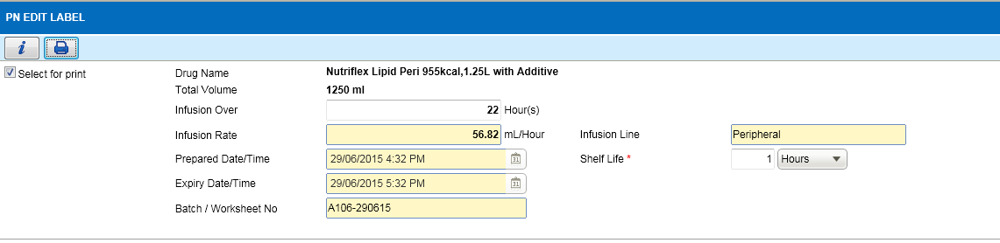 PN EDIT LABEL
i
Select for print
Drug Name Nutriflex Lipid Peri 955kcal,1.25L with Additive
Total Volume 1250 ml
Infusion Over 22 Hour(s)
Infusion Rate 56.82 mL/Hour Infusion Line Peripheral
Prepared Date/Time 29/06/2015 4:32 PM 31 Shelf Life * 1 Hours
Expiry Date/Time 29/06/2015 5:32 PM 31
Batch / Worksheet No A106-290615